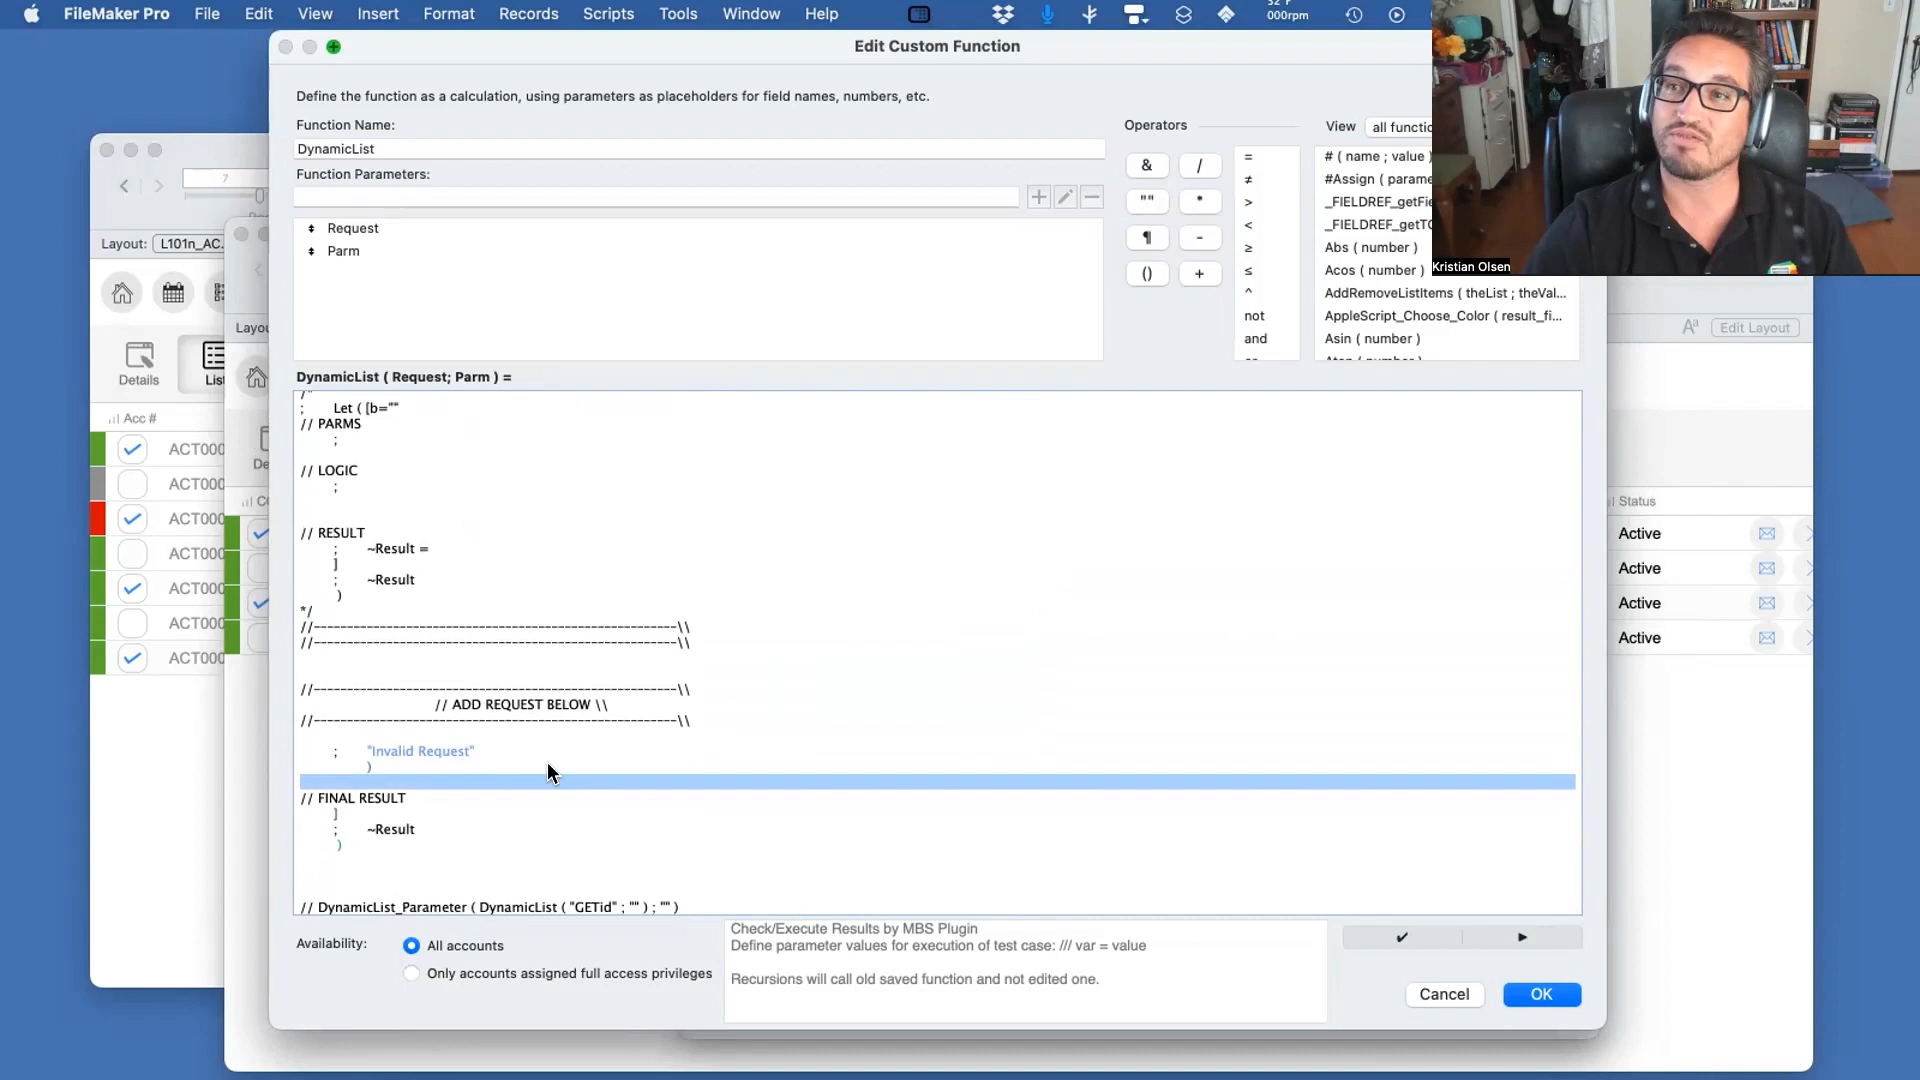 FileMaker Pro File Edit View Insert Format Records Scripts Tools Window Help
000rpm
Edit Custom Function
Define the function as a calculation, using parameters as placeholders for field names, numbers, etc.
Function Name:
DynamicList
Function Parameters:
Request
Parm
Operators
View
& /
"" *
¶ -
() +
=
≠
>
<
≥
≤
^
not
and
# ( name ; value )
Abs ( number )
Acos ( number )
AddRemoveListItems ( theList ; theVal...
AppleScript_Choose_Color ( result_fi...
Asin ( number )
Kristian Olsen
7
Layout: L101n_AC...
Details
Acc #
ACT000
ACT000
ACT000
ACT000
ACT000
ACT000
ACT000
Edit Layout
Status
Active
Active
Active
Active
DynamicList ( Request; Parm ) =
; Let ( [b=""
// PARMS
;
// LOGIC
;
// RESULT
; ~Result =
]
; ~Result
)
*/
//-------------------------------------------------------\\
//-------------------------------------------------------\\
//-------------------------------------------------------\\
// ADD REQUEST BELOW \\
//-------------------------------------------------------\\
; "Invalid Request"
)
// FINAL RESULT
]
; ~Result
)
// DynamicList_Parameter ( DynamicList ( "GETid" ; "" ) ; "" )
Availability:
All accounts
Only accounts assigned full access privileges
Check/Execute Results by MBS Plugin
Define parameter values for execution of test case: /// var = value
Recursions will call old saved function and not edited one.
Cancel
OK